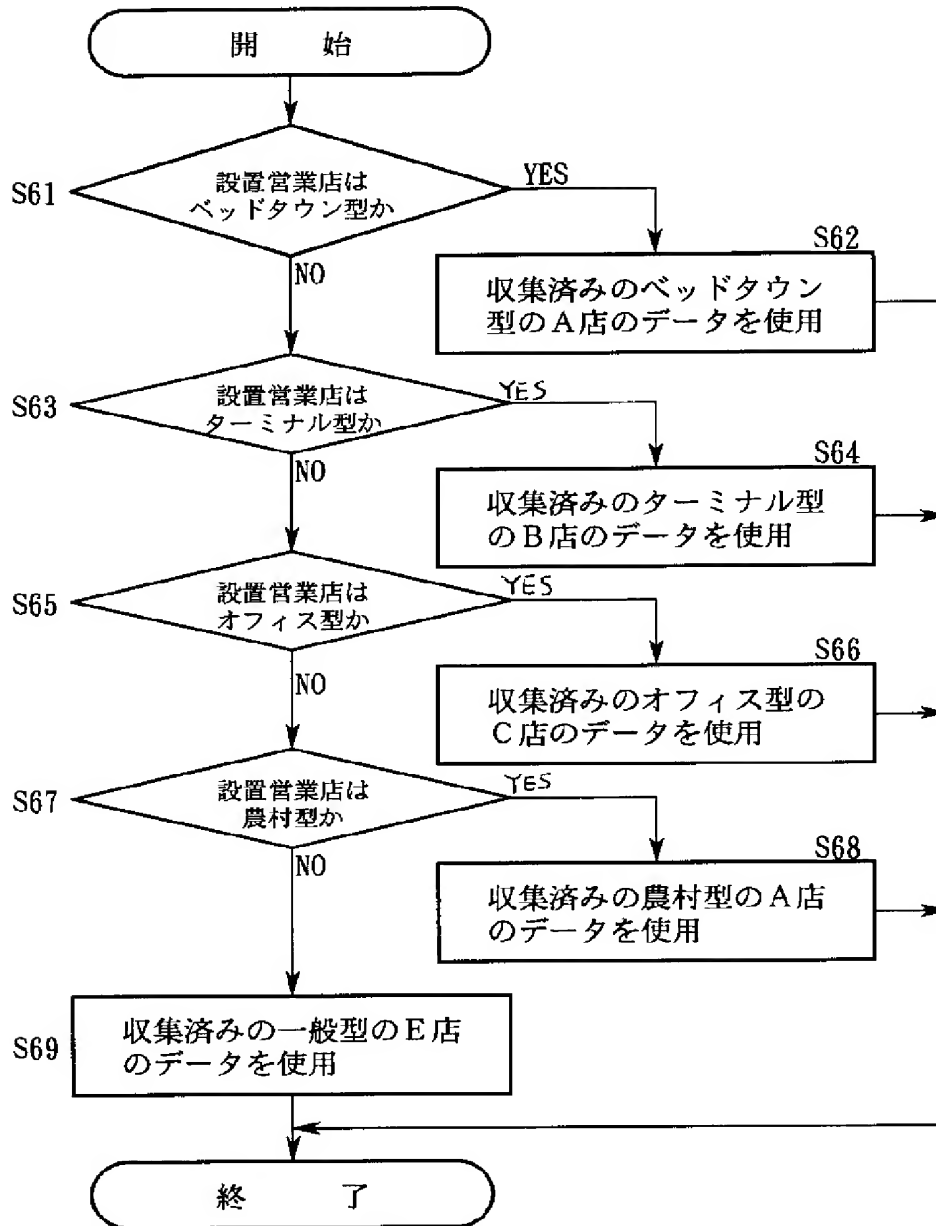 開 始
設置営業店は
ベッドタウン型か
S61
YES
NO
S62
収集済みのベッドタウン
型のA店のデータを使用
設置営業店は
ターミナル型か
S63
YES
NO
S64
収集済みのターミナル型
のB店のデータを使用
設置営業店は
オフィス型か
S65
YES
NO
S66
収集済みのオフィス型の
C店のデータを使用
設置営業店は
農村型か
S67
YES
NO
S68
収集済みの農村型のA店
のデータを使用
S69
収集済みの一般型のE店
のデータを使用
終 了